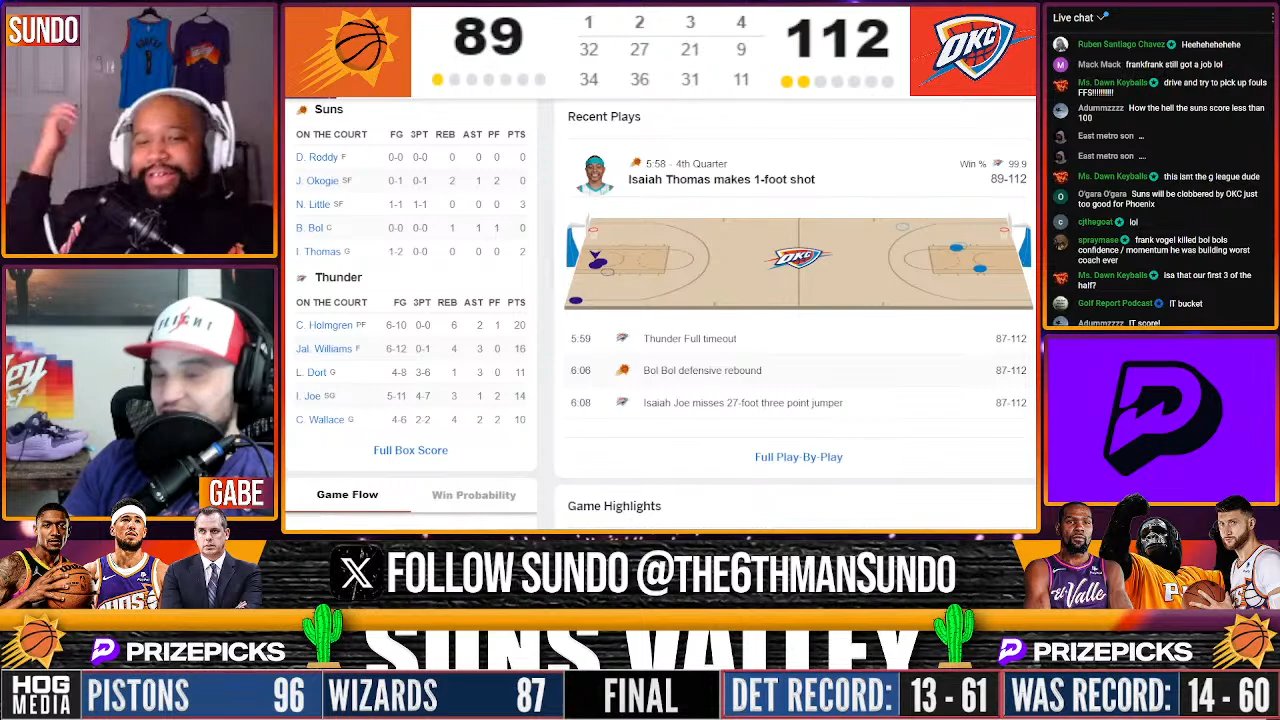 SUNDO
89
1 2 3 4
32 27 21 9
34 36 31 11
112
OKC
Suns
ON THE COURT FG 3PT REB AST PF PTS
D. Roddy F 0-0 0-0 0 0 0 0
J. Okogie SF 0-1 0-1 2 1 2 0
N. Little SF 1-1 1-1 0 0 0 3
B. Bol C 0-0 0-0 1 1 1 0
I. Thomas G 1-2 0-0 0 0 0 2
Thunder
ON THE COURT FG 3PT REB AST PF PTS
C. Holmgren PF 6-10 0-0 6 2 1 20
Jal. Williams F 6-12 0-1 4 3 0 16
L. Dort G 4-8 3-6 1 3 0 11
I. Joe SG 5-11 4-7 3 1 2 14
C. Wallace G 4-6 2-2 4 2 2 10
Full Box Score
Game Flow
Win Probability
Recent Plays
5:58 - 4th Quarter
Win % 99.9
Isaiah Thomas makes 1-foot shot
89-112
OKC
5:59 Thunder Full timeout 87-112
6:06 Bol Bol defensive rebound 87-112
6:08 Isaiah Joe misses 27-foot three point jumper 87-112
Full Play-By-Play
Game Highlights
Live chat
Ruben Santiago Chavez Heehehehehehe
Mack Mack frankfrank still got a job lol
Ms. Dawn Keyballs drive and try to pick up fouls
FFS!!!!!!!!!!
Adummzzzz How the hell the suns score less than
100
East metro son ...
East metro son ....
Ms. Dawn Keyballs this isnt the g league dude
O'gara O'gara Suns will be clobbered by OKC just
too good for Phoenix
cjthegoat lol
spraymase frank vogel killed bol bols
confidence / momentum he was building worst
coach ever
Ms. Dawn Keyballs isa that our first 3 of the
half?
Golf Report Podcast IT bucket
Adummzzzz IT score!
GABE
FOLLOW SUNDO @THE6THMANSUNDO
SUNS
El Valle
PRIZEPICKS
SUNS VALLEY
PRIZEPICKS
HOG
MEDIA
PISTONS 96 WIZARDS 87 FINAL DET RECORD: 13 - 61 WAS RECORD: 14 - 60